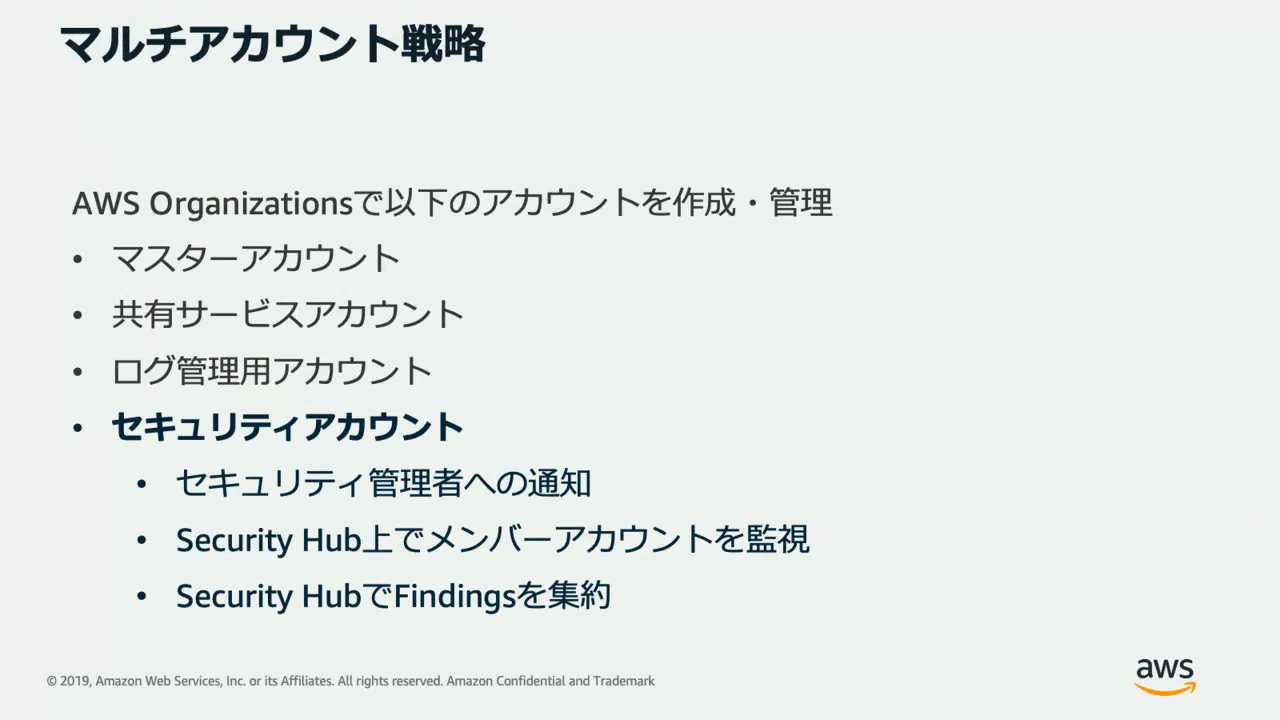 マルチアカウント戦略
AWS Organizationsで以下のアカウントを作成・管理
• マスターアカウント
• 共有サービスアカウント
• ログ管理用アカウント
• セキュリティアカウント
• セキュリティ管理者への通知
• Security Hub上でメンバーアカウントを監視
• Security HubでFindingsを集約
© 2019, Amazon Web Services, Inc. or its Affiliates. All rights reserved. Amazon Confidential and Trademark
aws